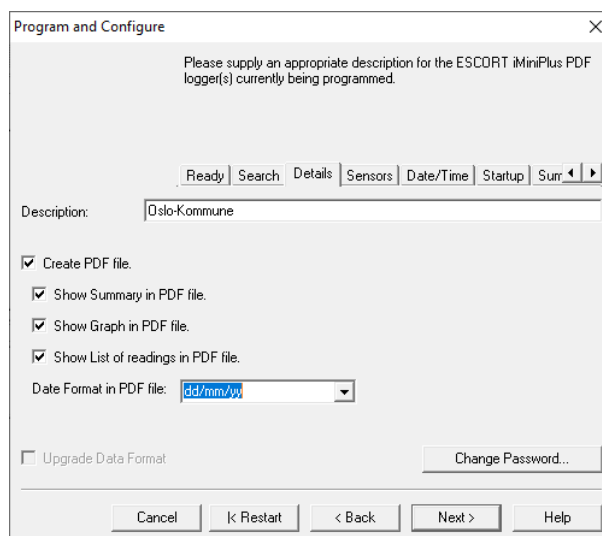 Program and Configure
Please supply an appropriate description for the ESCORT iMiniPlus PDF
logger(s) currently being programmed.
Ready Search Details Sensors Date/Time Startup Sum
Description: Oslo-Kommune
Create PDF file.
Show Summary in PDF file.
Show Graph in PDF file.
Show List of readings in PDF file.
Date Format in PDF file: dd/mm/yy
Upgrade Data Format Change Password...
Cancel |< Restart < Back Next > Help